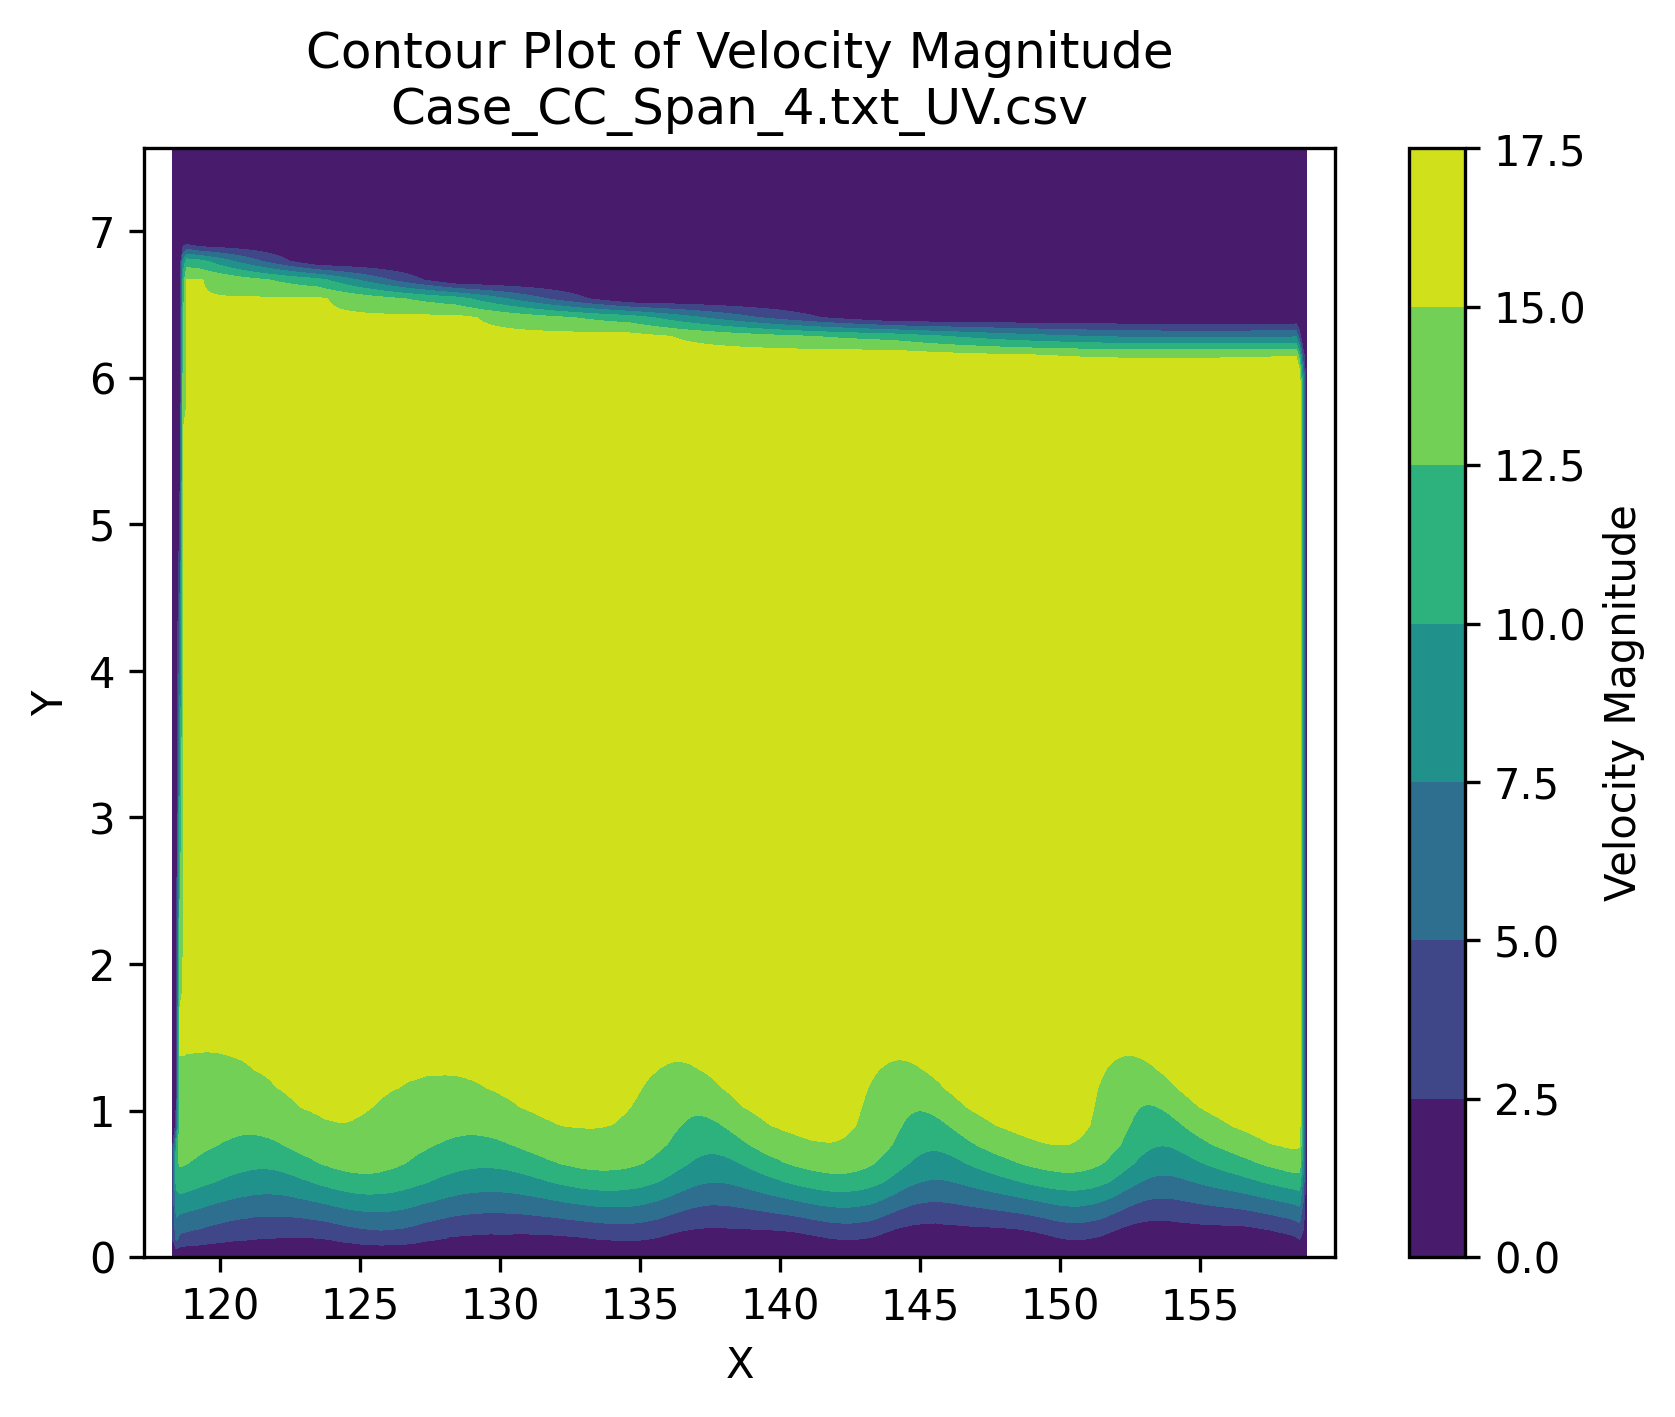 Contour Plot of Velocity Magnitude
Case_CC_Span_4.txt_UV.csv
7
6
5
4
3
2
1
0
Y
120 125 130 135 140 145 150 155
X
17.5
15.0
12.5
10.0
7.5
5.0
2.5
0.0
Velocity Magnitude